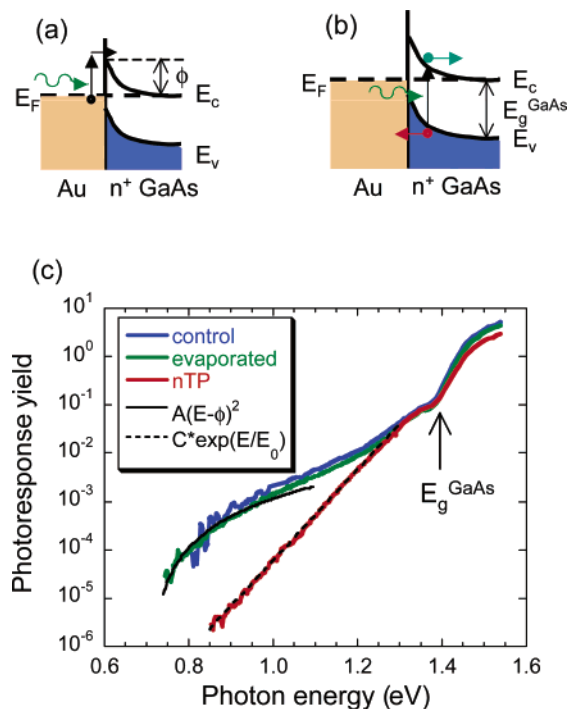 (a)
ϕ
E_F
E_c
E_v
Au n⁺ GaAs
(b)
E_F
E_c
E_g^GaAs
E_v
Au n⁺ GaAs
(c)
Photoresponse yield
10¹
10⁰
10⁻¹
10⁻²
10⁻³
10⁻⁴
10⁻⁵
10⁻⁶
control
evaporated
nTP
A(E-ϕ)²
C*exp(E/E₀)
E_g^GaAs
0.6 0.8 1.0 1.2 1.4 1.6
Photon energy (eV)